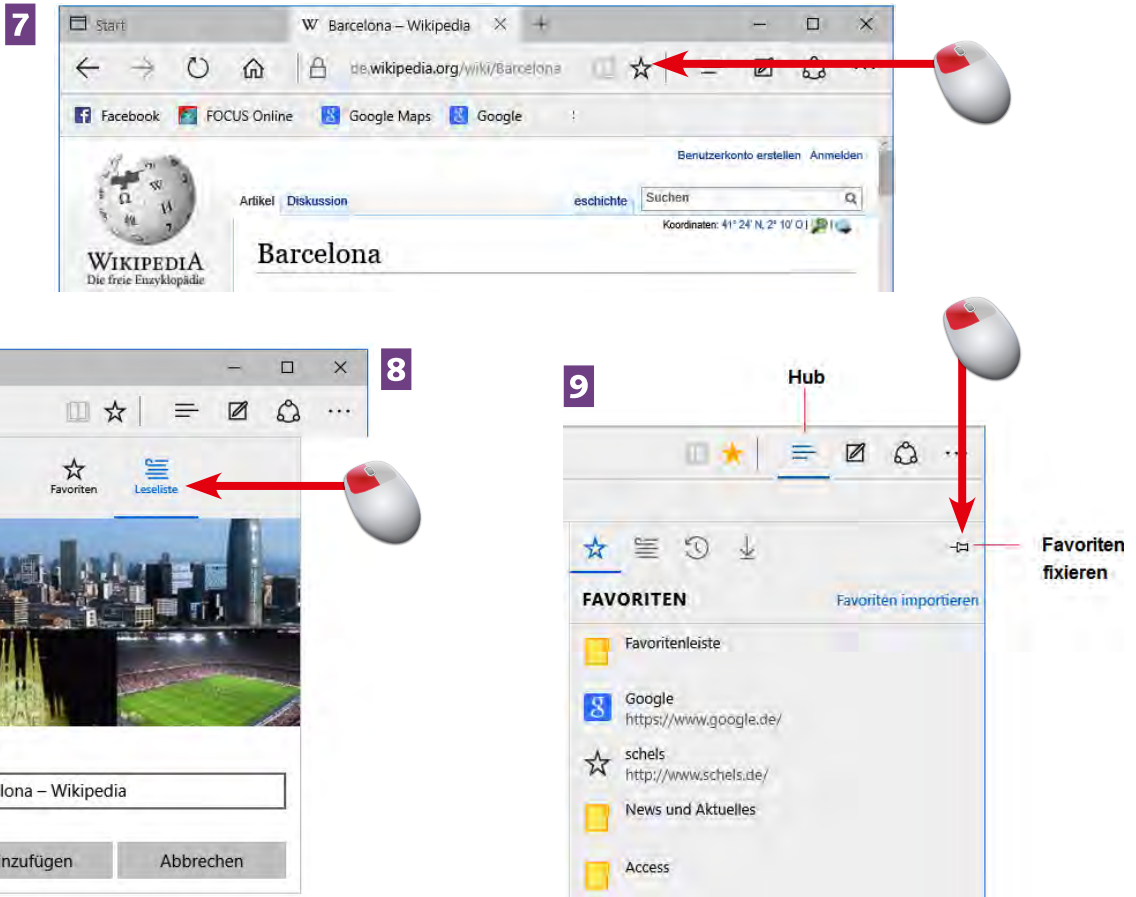 7
Start
W Barcelona – Wikipedia
de.wikipedia.org/wiki/Barcelona
Facebook FOCUS Online Google Maps Google
Benutzerkonto erstellen Anmelden
Artikel Diskussion eschichte Suchen
Koordinaten: 41° 24′ N, 2° 10′ O |
Barcelona
WIKIPEDIA
Die freie Enzyklopädie
8
Favoriten Leseliste
lona – Wikipedia
nzufügen Abbrechen
9
Hub
Favoriten
fixieren
FAVORITEN Favoriten importieren
Favoritenleiste
Google
https://www.google.de/
schels
http://www.schels.de/
News und Aktuelles
Access